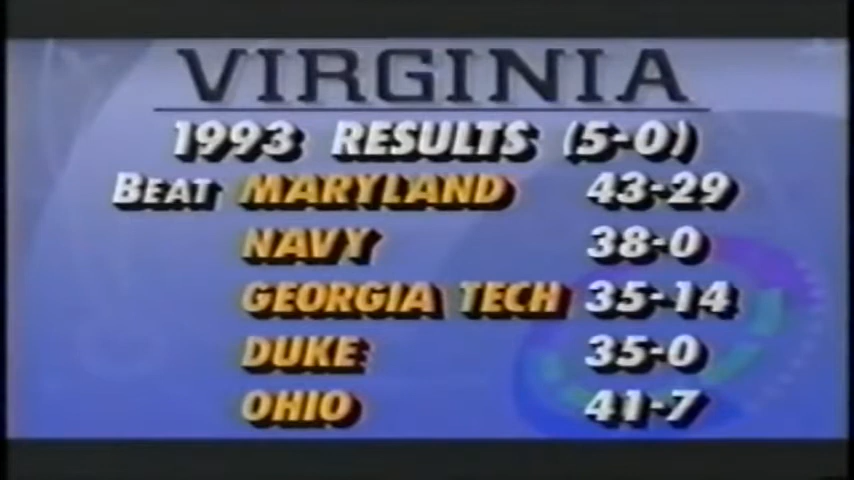 VIRGINIA
1993 RESULTS (5-0)
BEAT MARYLAND 43-29
NAVY 38-0
GEORGIA TECH 35-14
DUKE 35-0
OHIO 41-7